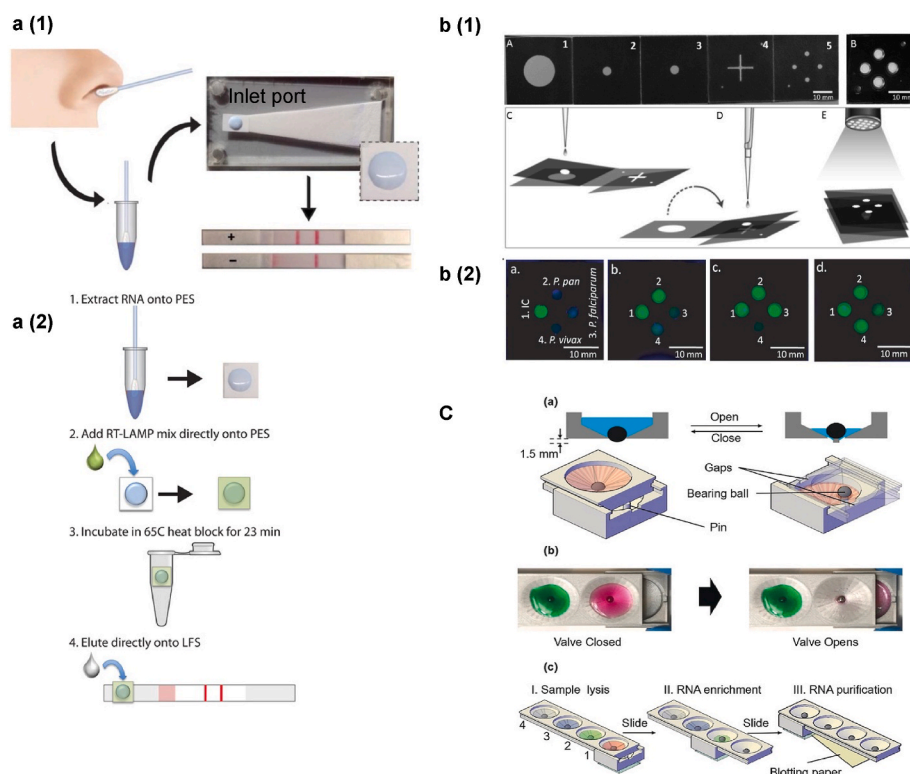 a (1)
Inlet port
+
−
1. Extract RNA onto PES
a (2)
2. Add RT-LAMP mix directly onto PES
3. Incubate in 65C heat block for 23 min
4. Elute directly onto LFS
b (1)
A 1 2 3 4 5 B
10 mm 10 mm
C D E
b (2)
a. b. c. d.
2. P. pan 2 2 2
1. IC 3. P. falciparum 1 3 1 3 1 3
4. P. vivax 4 4 4
10 mm 10 mm 10 mm 10 mm
C
(a)
Open
Close
1.5 mm
Gaps
Bearing ball
Pin
(b)
Valve Closed Valve Opens
(c)
I. Sample lysis II. RNA enrichment III. RNA purification
Slide Slide
4 3 2 1
Blotting paper